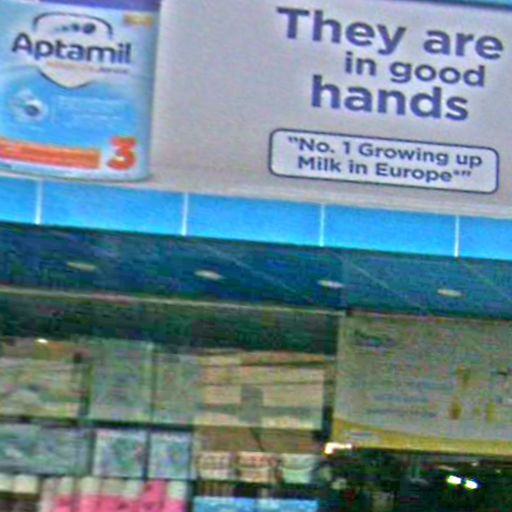 Aptamil
3
They are
in good
hands
"No. 1 Growing up
Milk in Europe*"